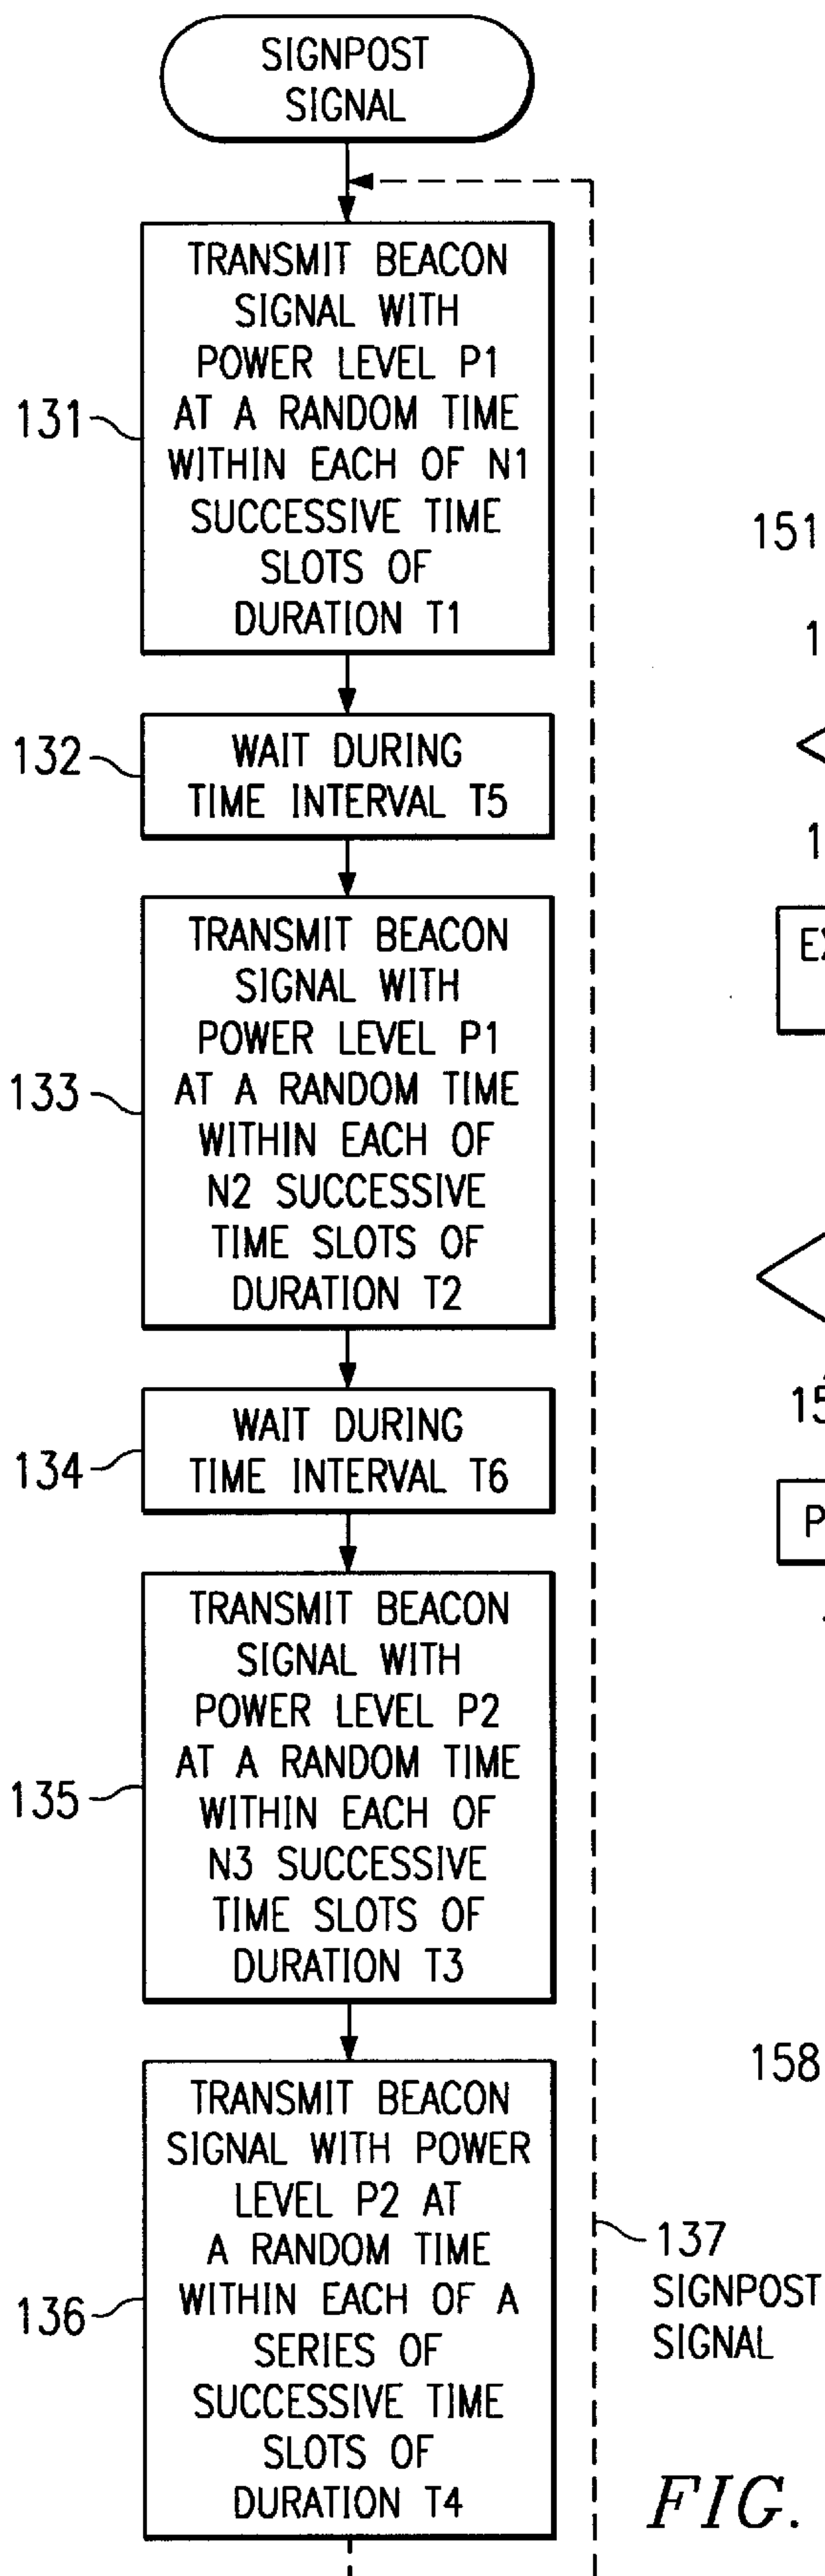 SIGNPOST
SIGNAL
TRANSMIT BEACON
SIGNAL WITH
POWER LEVEL P1
AT A RANDOM TIME
WITHIN EACH OF N1
SUCCESSIVE TIME
SLOTS OF
DURATION T1
131
WAIT DURING
TIME INTERVAL T5
132
TRANSMIT BEACON
SIGNAL WITH
POWER LEVEL P1
AT A RANDOM TIME
WITHIN EACH OF
N2 SUCCESSIVE
TIME SLOTS OF
DURATION T2
133
WAIT DURING
TIME INTERVAL T6
134
TRANSMIT BEACON
SIGNAL WITH
POWER LEVEL P2
AT A RANDOM TIME
WITHIN EACH OF
N3 SUCCESSIVE
TIME SLOTS OF
DURATION T3
135
TRANSMIT BEACON
SIGNAL WITH POWER
LEVEL P2 AT
A RANDOM TIME
WITHIN EACH OF A
SERIES OF
SUCCESSIVE TIME
SLOTS OF
DURATION T4
136
137
SIGNPOST
SIGNAL
151
158
FIG.